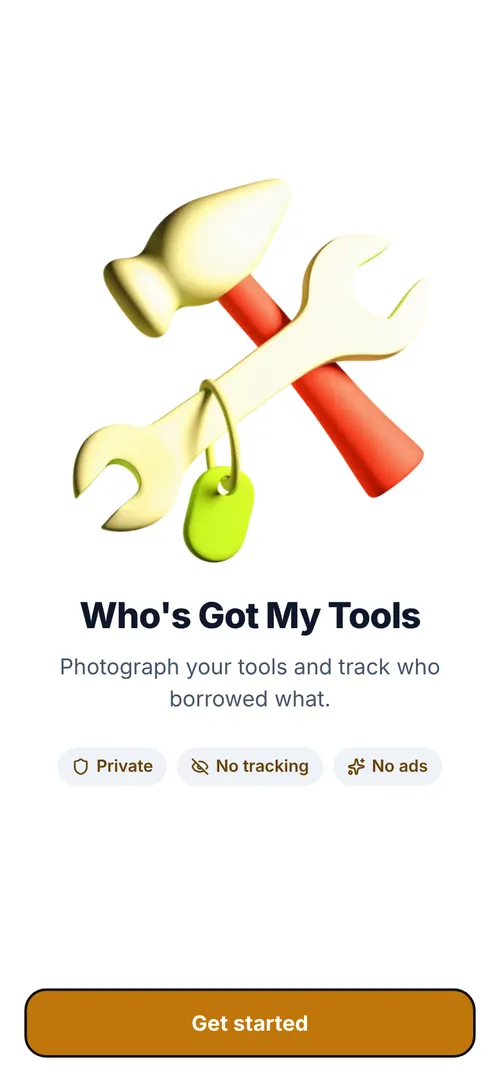 Who's Got My Tools
Photograph your tools and track who
borrowed what.
Private
No tracking
No ads
Get started